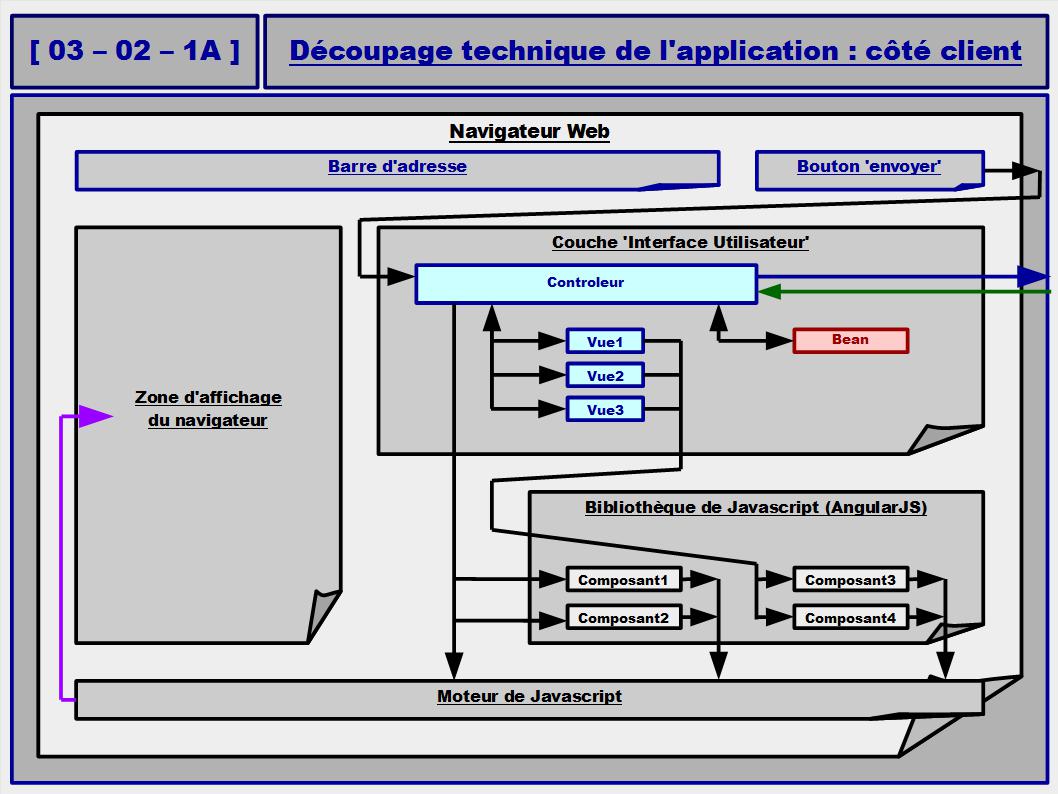 [ 03 – 02 – 1A ]
Découpage technique de l'application : côté client
Navigateur Web
Barre d'adresse
Bouton 'envoyer'
Couche 'Interface Utilisateur'
Controleur
Vue1
Bean
Vue2
Vue3
Zone d'affichage
du navigateur
Bibliothèque de Javascript (AngularJS)
Composant1
Composant3
Composant2
Composant4
Moteur de Javascript